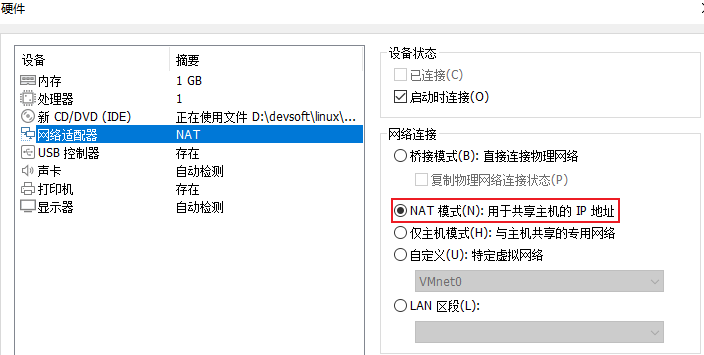 硬件
设备 摘要
内存 1 GB
处理器 1
新 CD/DVD (IDE) 正在使用文件 D:\devsoft\linux\...
网络适配器 NAT
USB 控制器 存在
声卡 自动检测
打印机 存在
显示器 自动检测
设备状态
已连接(C)
启动时连接(O)
网络连接
桥接模式(B): 直接连接物理网络
复制物理网络连接状态(P)
NAT 模式(N): 用于共享主机的 IP 地址
仅主机模式(H): 与主机共享的专用网络
自定义(U): 特定虚拟网络
VMnet0
LAN 区段(L):